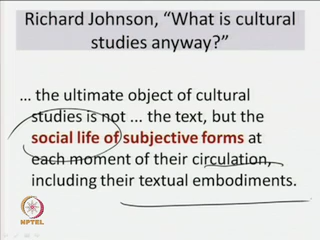 Richard Johnson, “What is cultural
studies anyway?”
... the ultimate object of cultural
studies is not ... the text, but the
social life of subjective forms at
each moment of their circulation,
including their textual embodiments.
NPTEL